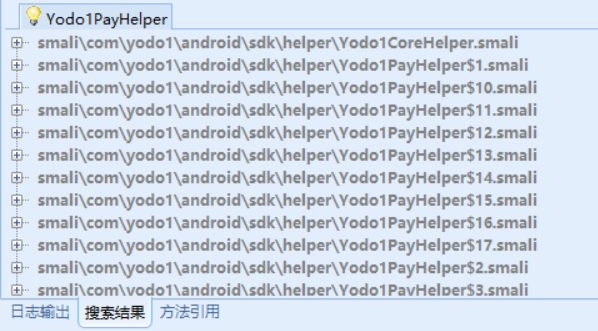 Yodo1PayHelper
smali\com\yodo1\android\sdk\helper\Yodo1CoreHelper.smali
smali\com\yodo1\android\sdk\helper\Yodo1PayHelper$1.smali
smali\com\yodo1\android\sdk\helper\Yodo1PayHelper$10.smali
smali\com\yodo1\android\sdk\helper\Yodo1PayHelper$11.smali
smali\com\yodo1\android\sdk\helper\Yodo1PayHelper$12.smali
smali\com\yodo1\android\sdk\helper\Yodo1PayHelper$13.smali
smali\com\yodo1\android\sdk\helper\Yodo1PayHelper$14.smali
smali\com\yodo1\android\sdk\helper\Yodo1PayHelper$15.smali
smali\com\yodo1\android\sdk\helper\Yodo1PayHelper$16.smali
smali\com\yodo1\android\sdk\helper\Yodo1PayHelper$17.smali
smali\com\yodo1\android\sdk\helper\Yodo1PayHelper$2.smali
smali\com\yodo1\android\sdk\helper\Yodo1PayHelper$3.smali
日志输出 搜索结果 方法引用